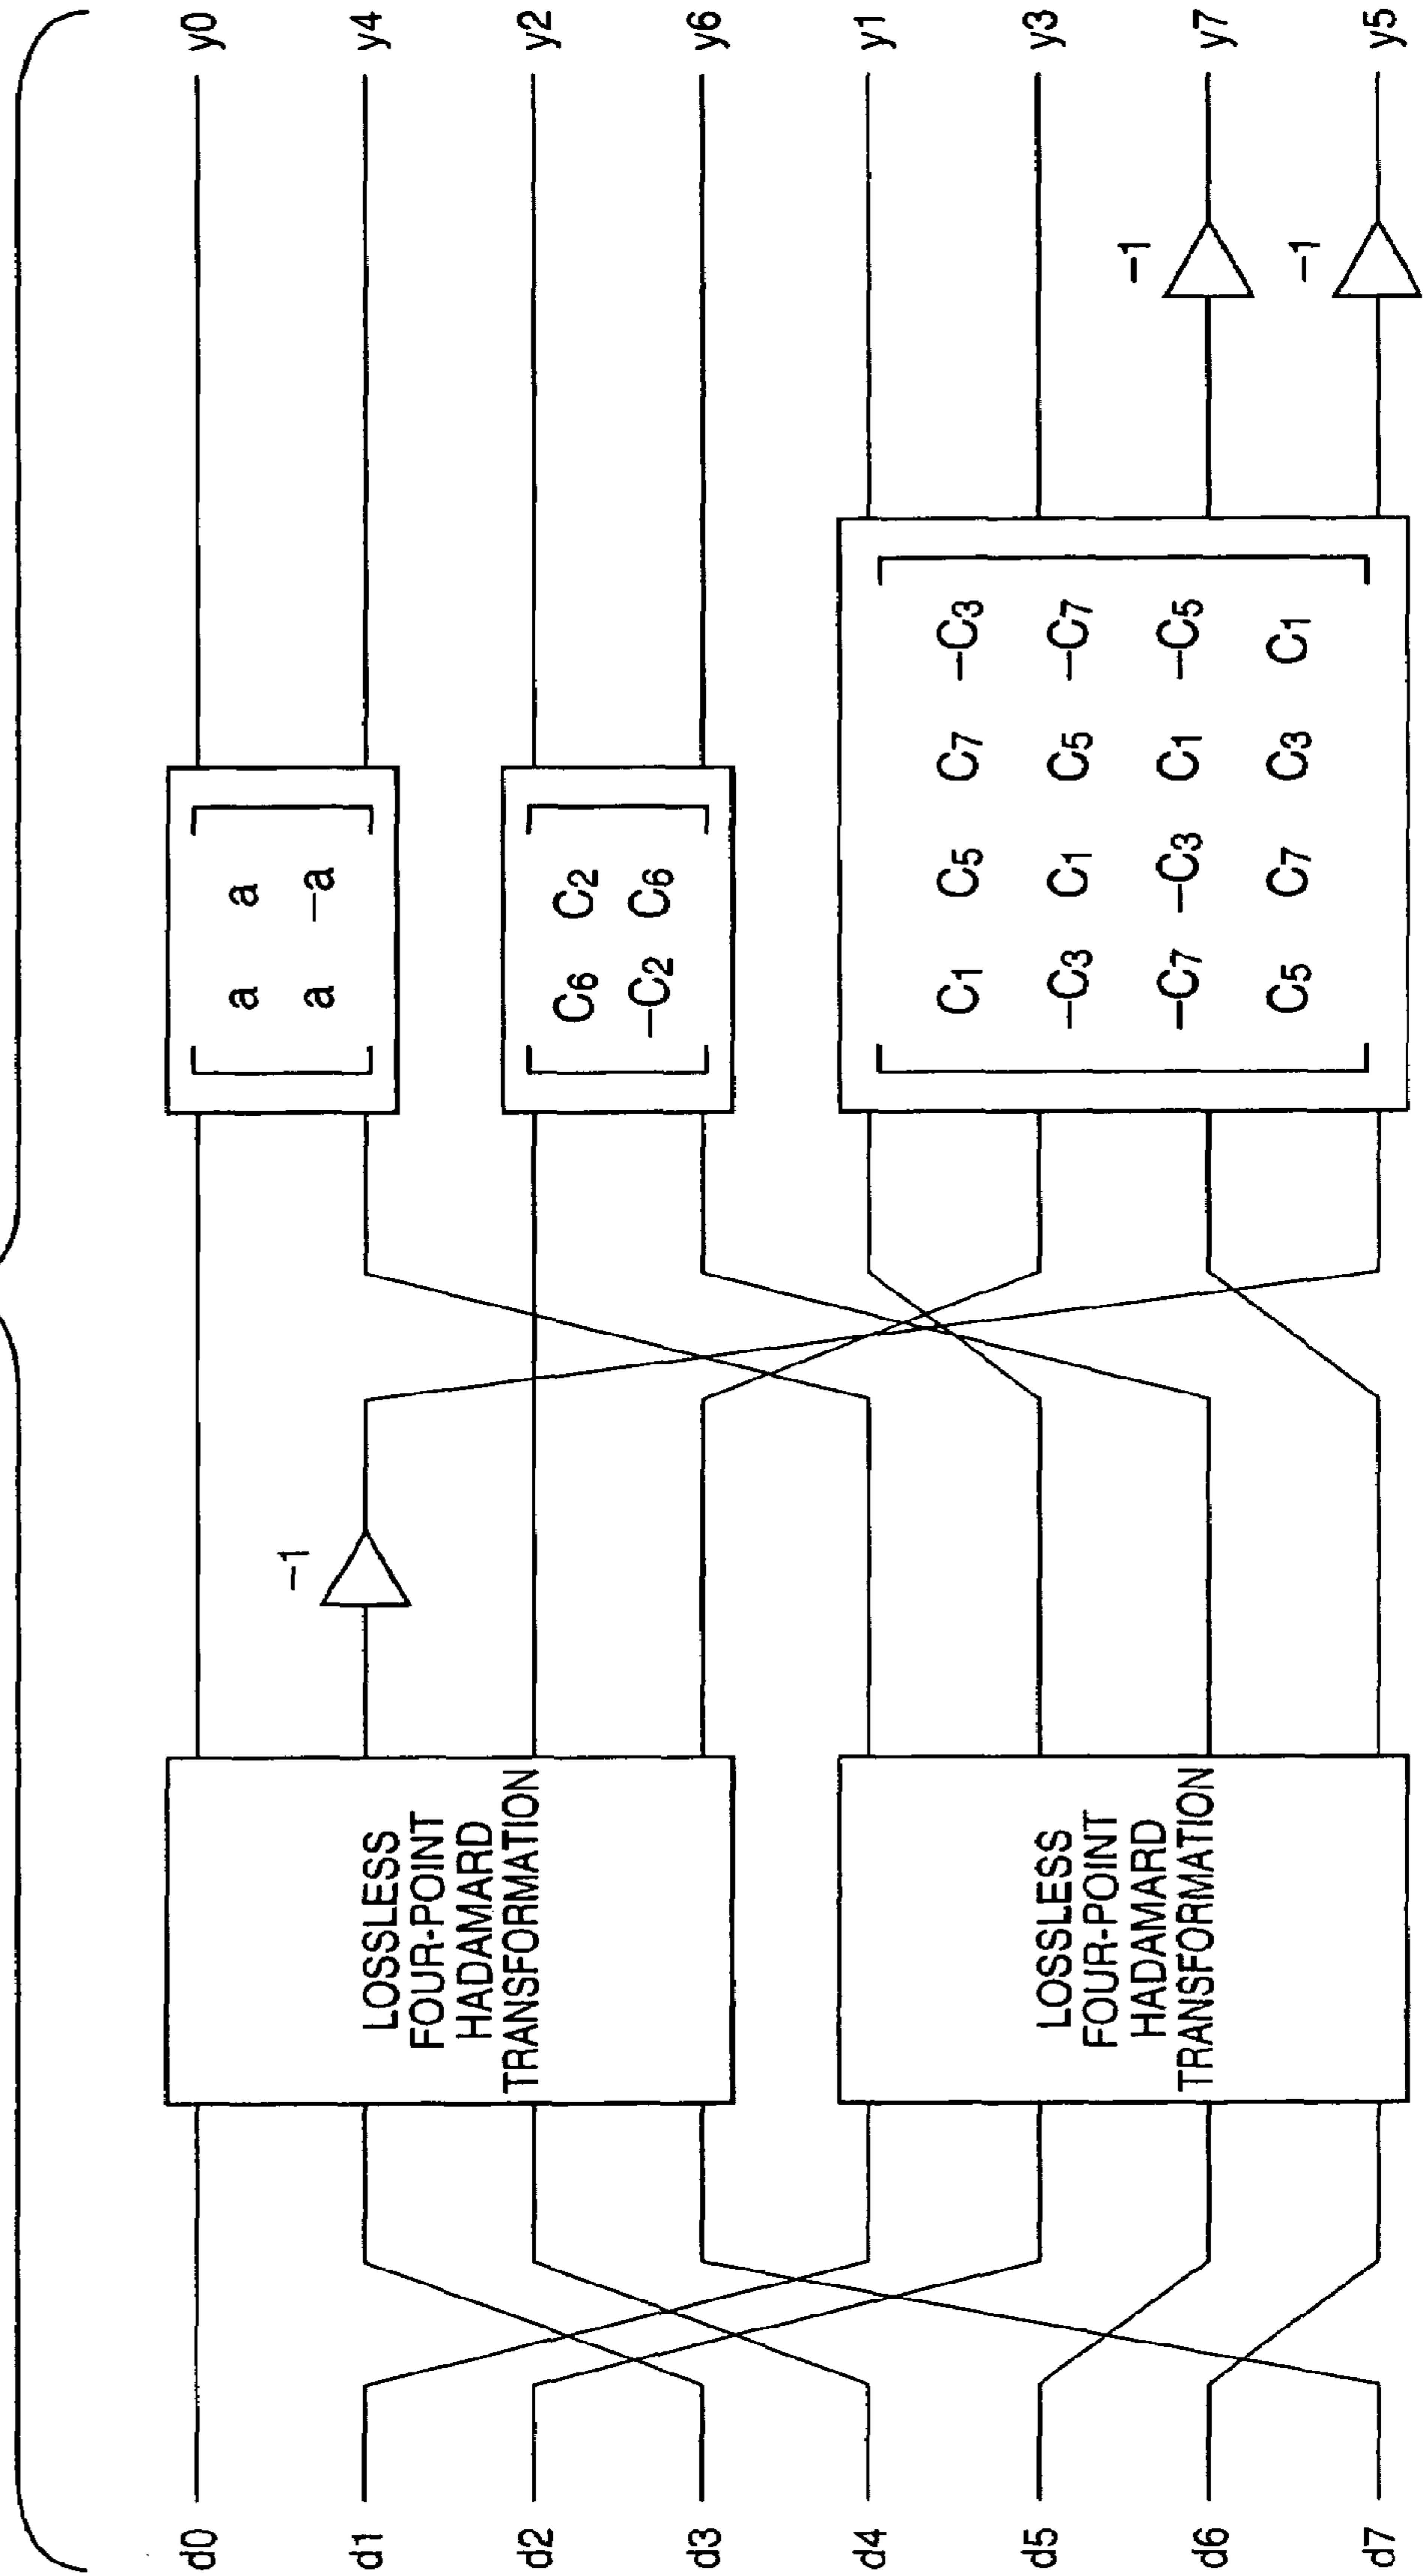 d0
d1
d2
d3
d4
d5
d6
d7
LOSSLESS
FOUR-POINT
HADAMARD
TRANSFORMATION
LOSSLESS
FOUR-POINT
HADAMARD
TRANSFORMATION
-1
a a
a -a
C6 C2
-C2 C6
C1 C5 C7 -C3
-C3 C1 C5 -C7
-C7 -C3 C1 -C5
C5 C7 C3 C1
-1
-1
y0
y4
y2
y6
y1
y3
y7
y5